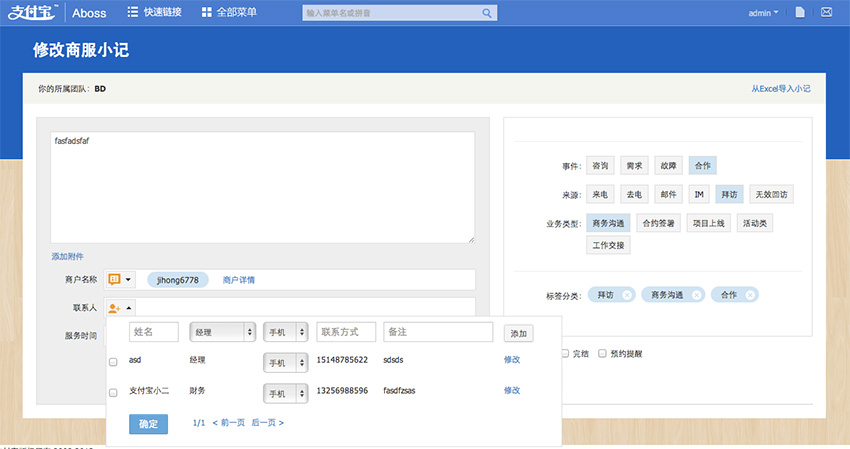 支付宝™ Aboss 快速链接 全部菜单 输入菜单名或拼音 admin
修改商服小记
你的所属团队: BD 从Excel导入小记
fasfadsfaf
事件: 咨询 需求 故障 合作
来源: 来电 去电 邮件 IM 拜访 无效回访
业务类型: 商务沟通 合约签署 项目上线 活动类
工作交接
添加附件
商户名称 jihong6778 商户详情
标签分类: 拜访 商务沟通 合作
联系人
服务时间
姓名 经理 手机 联系方式 备注 添加
完结 预约提醒
asd 经理 手机 15148785622 sdsds 修改
支付宝小二 财务 手机 13256988596 fasdfzsas 修改
确定 1/1 < 前一页 后一页 >